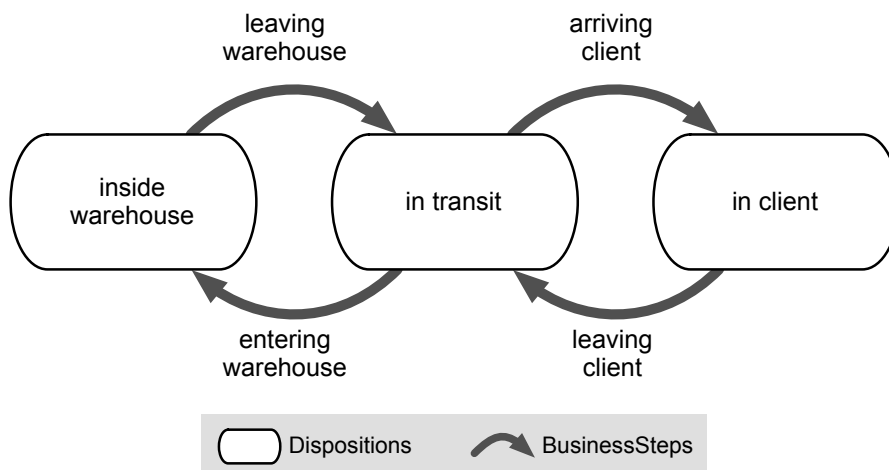 leaving
warehouse
arriving
client
inside
warehouse
in transit
in client
entering
warehouse
leaving
client
Dispositions
BusinessSteps